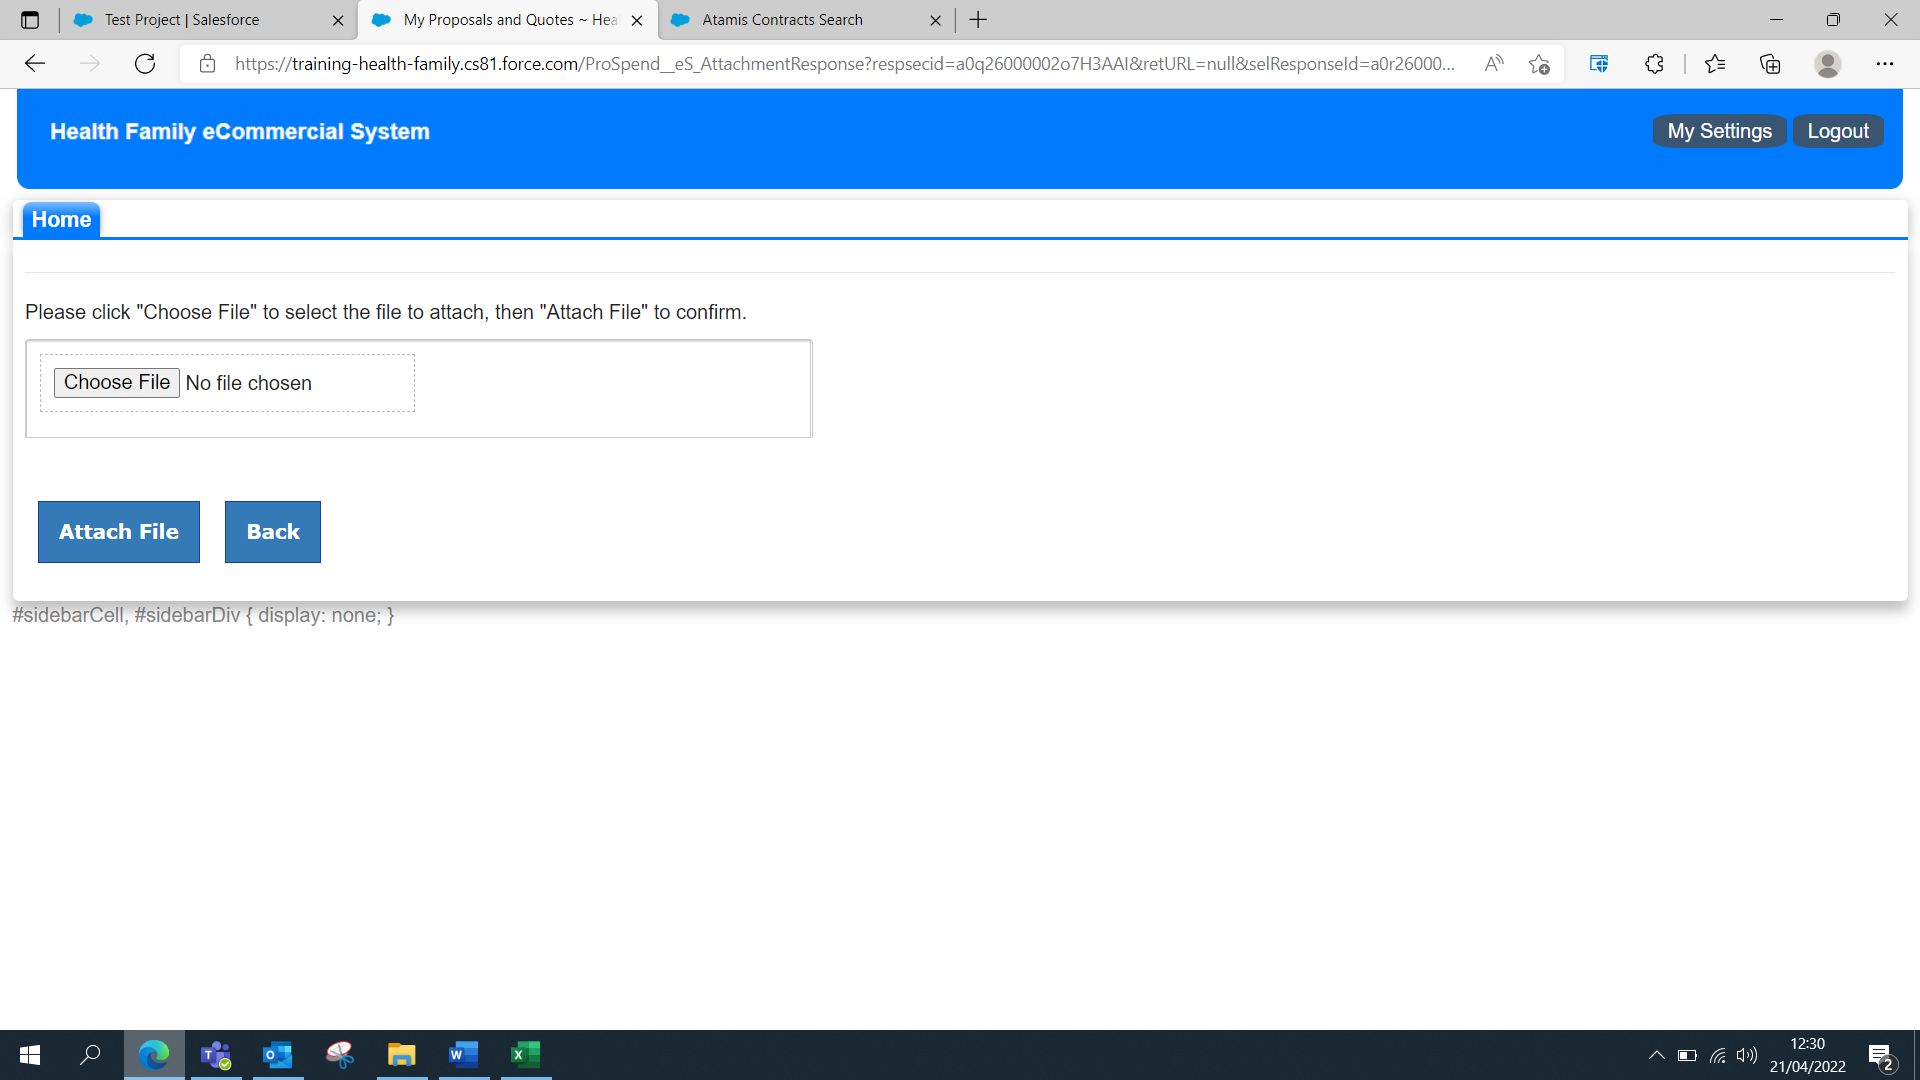 Test Project | Salesforce
My Proposals and Quotes ~ Hea
Atamis Contracts Search
https://training-health-family.cs81.force.com/ProSpend__eS_AttachmentResponse?respsecid=a0q26000002o7H3AAI&retURL=null&selResponseId=a0r26000...
Health Family eCommercial System
My Settings
Logout
Home
Please click "Choose File" to select the file to attach, then "Attach File" to confirm.
Choose File No file chosen
Attach File
Back
#sidebarCell, #sidebarDiv { display: none; }
12:30
21/04/2022
2